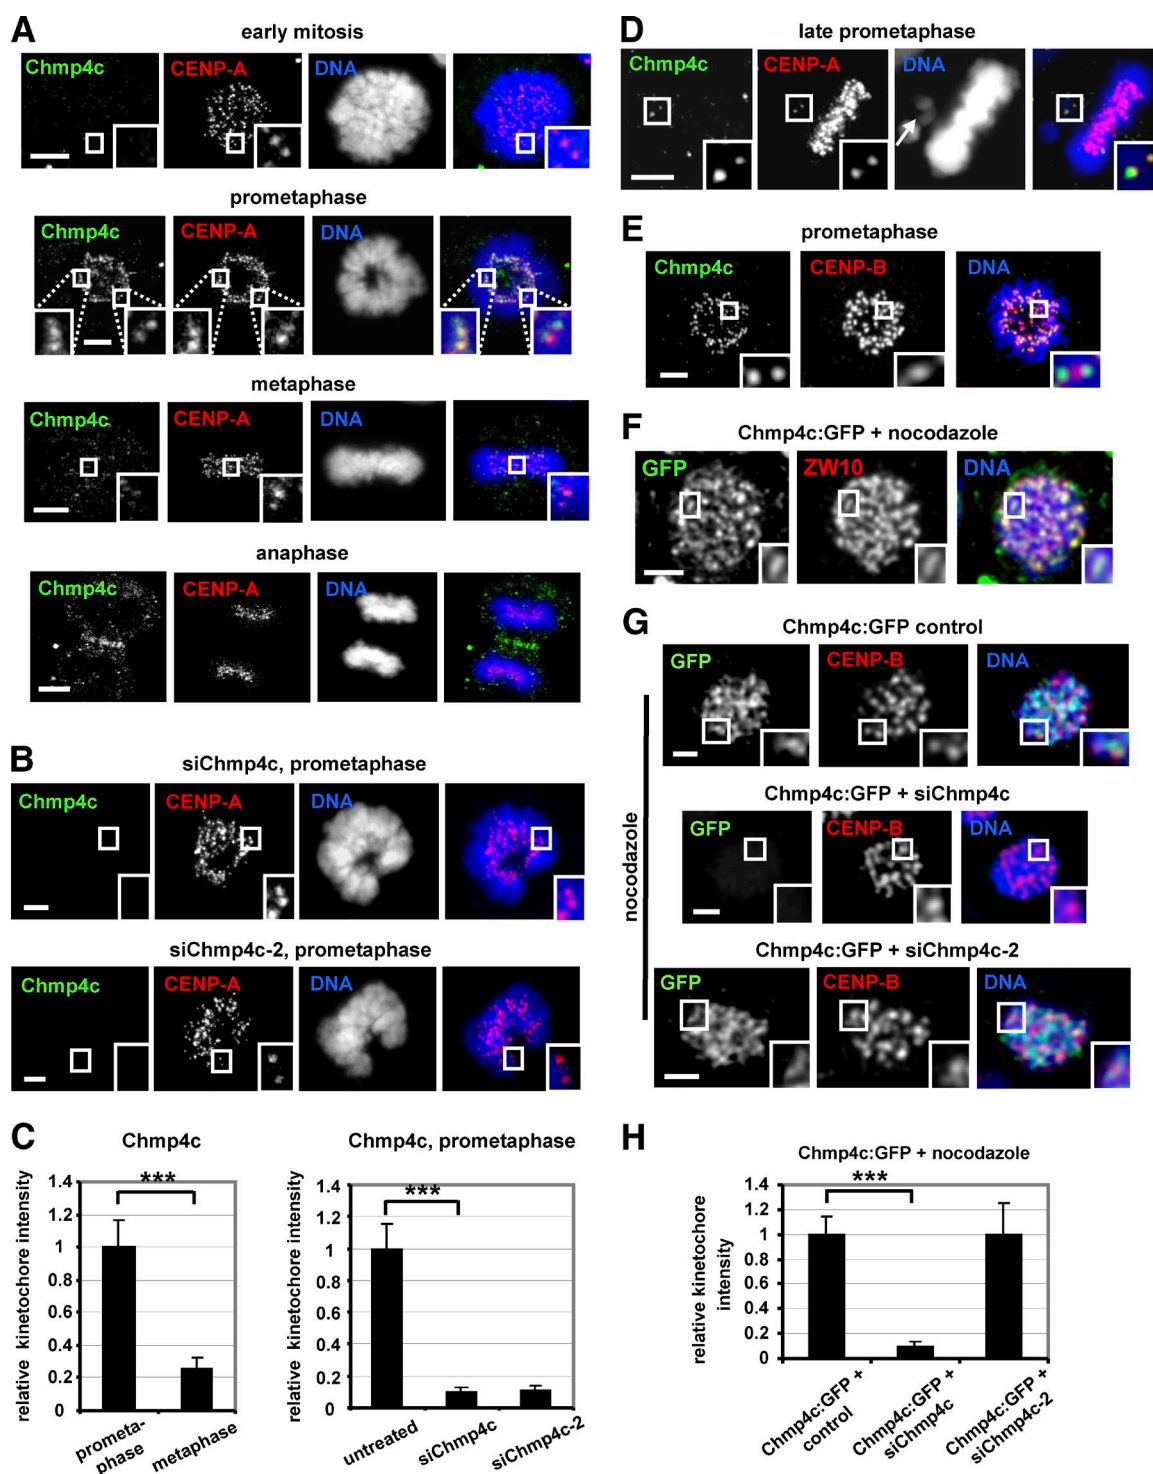 A
early mitosis
Chmp4c CENP-A DNA
prometaphase
Chmp4c CENP-A DNA
metaphase
Chmp4c CENP-A DNA
anaphase
Chmp4c CENP-A DNA
B
siChmp4c, prometaphase
Chmp4c CENP-A DNA
siChmp4c-2, prometaphase
Chmp4c CENP-A DNA
C
Chmp4c
relative kinetochore intensity
1.4
1.2
1
0.8
0.6
0.4
0.2
0
***
prometa-
phase
metaphase
Chmp4c, prometaphase
relative kinetochore intensity
1.4
1.2
1
0.8
0.6
0.4
0.2
0
***
untreated
siChmp4c
siChmp4c-2
D
late prometaphase
Chmp4c CENP-A DNA
E
prometaphase
Chmp4c CENP-B DNA
F
Chmp4c:GFP + nocodazole
GFP ZW10 DNA
G
nocodazole
Chmp4c:GFP control
GFP CENP-B DNA
Chmp4c:GFP + siChmp4c
GFP CENP-B DNA
Chmp4c:GFP + siChmp4c-2
GFP CENP-B DNA
H
Chmp4c:GFP + nocodazole
relative kinetochore
intensity
1.4
1.2
1
0.8
0.6
0.4
0.2
0
***
Chmp4c:GFP +
control
Chmp4c:GFP +
siChmp4c
Chmp4c:GFP +
siChmp4c-2